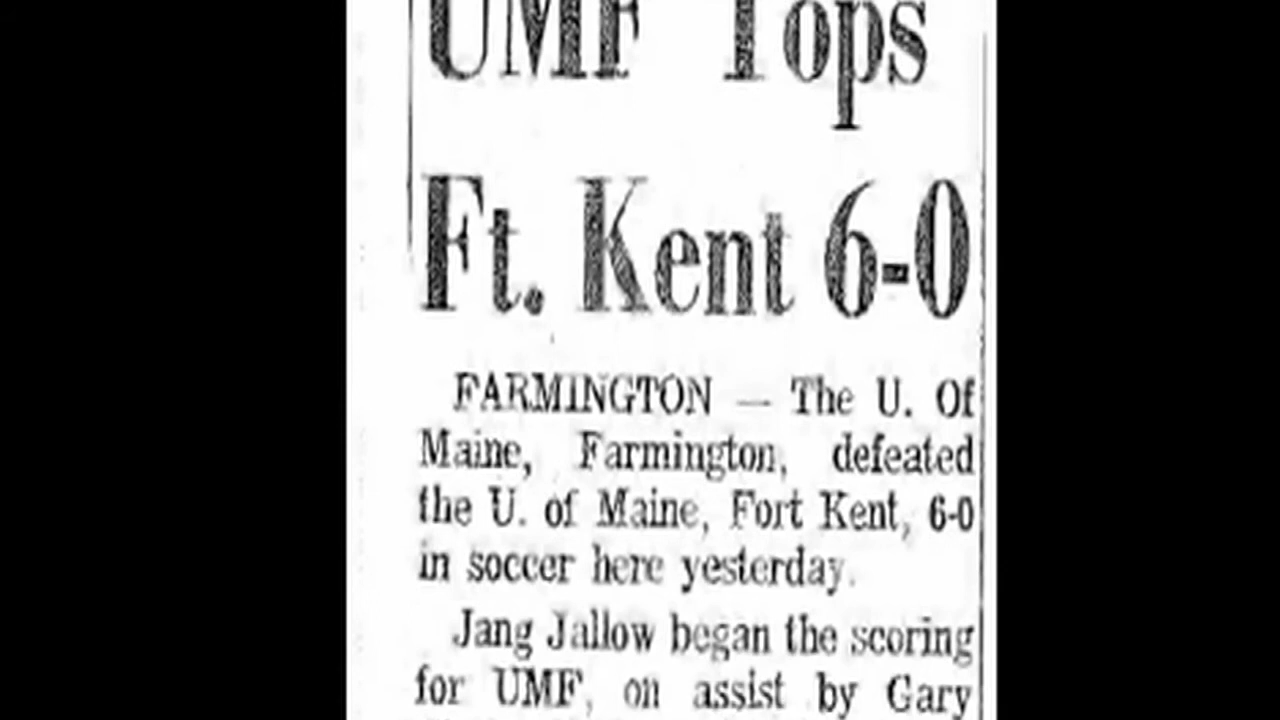 UMF Tops
Ft. Kent 6-0
FARMINGTON — The U. Of
Maine, Farmington, defeated
the U. of Maine, Fort Kent, 6-0
in soccer here yesterday.
Jang Jallow began the scoring
for UMF, on assist by Gary